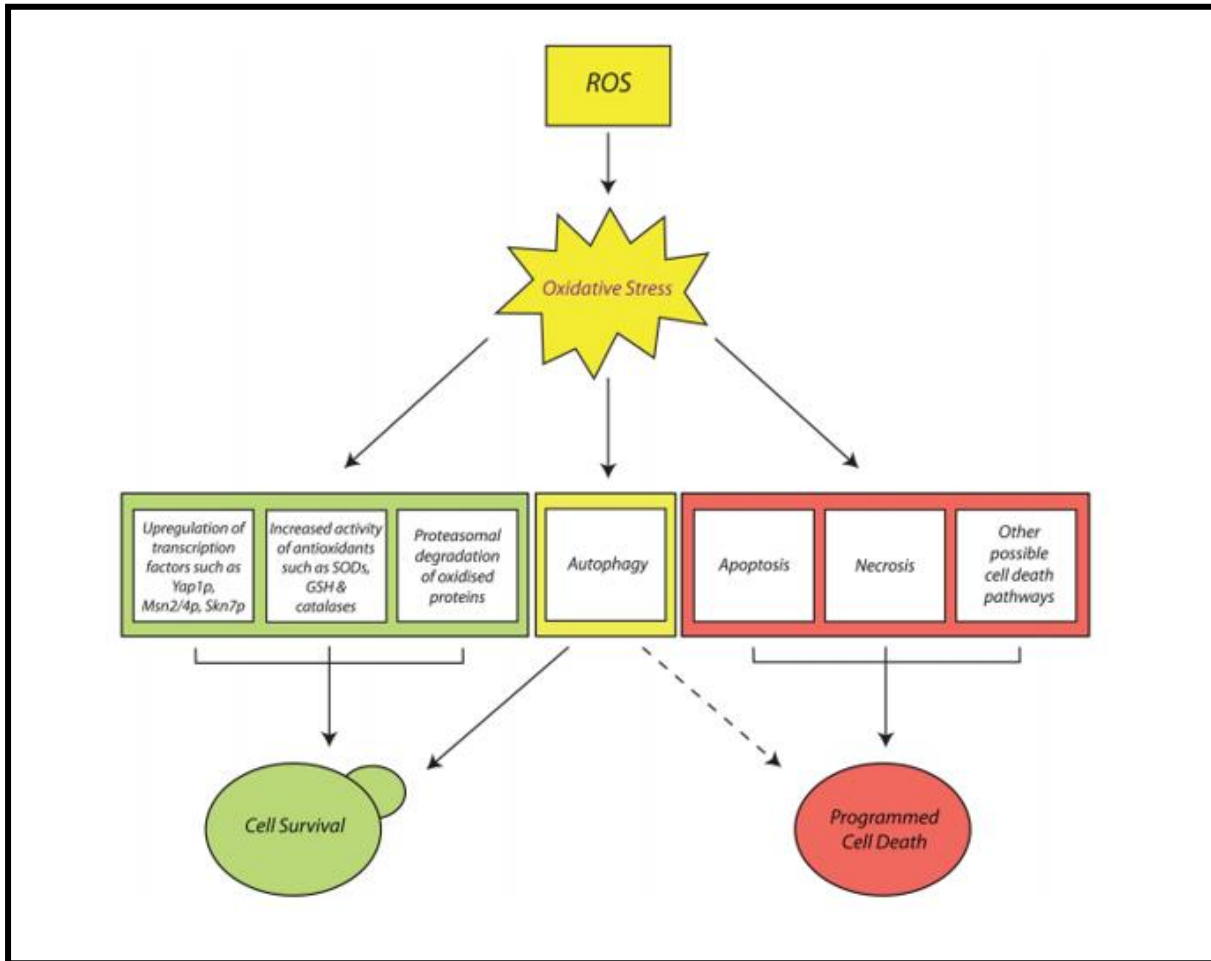 ROS
Oxidative Stress
Upregulation of
transcription
factors such as
Yap1p,
Msn2/4p, Skn7p
Increased activity
of antioxidants
such as SODs,
GSH &
catalases
Proteasomal
degradation
of oxidised
proteins
Autophagy
Apoptosis
Necrosis
Other
possible
cell death
pathways
Cell Survival
Programmed
Cell Death